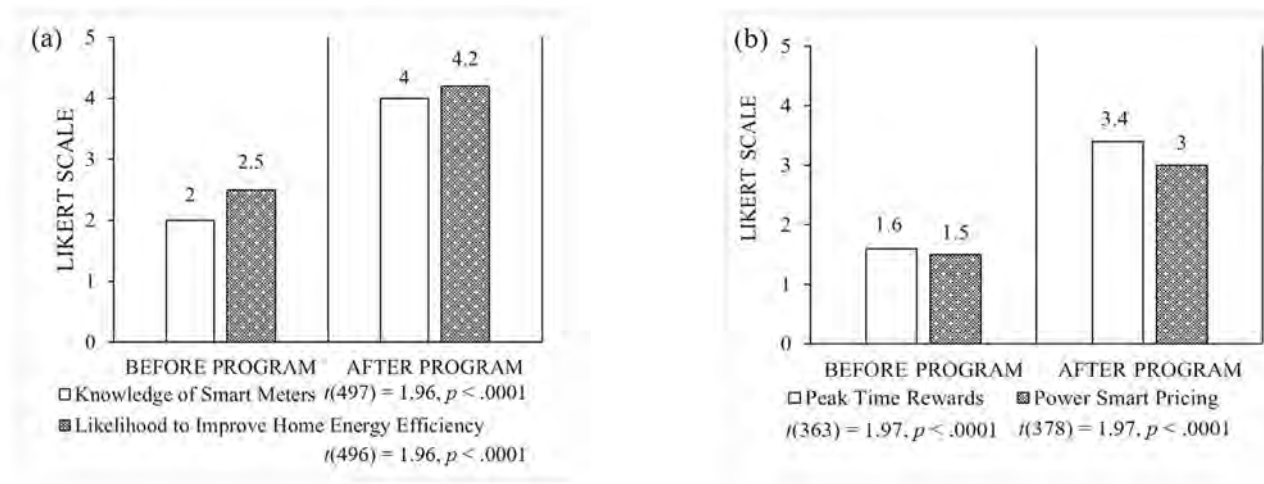 (a)
LIKERT SCALE
5
4
3
2
1
0
2
2.5
4
4.2
BEFORE PROGRAM AFTER PROGRAM
Knowledge of Smart Meters t(497) = 1.96, p < .0001
Likelihood to Improve Home Energy Efficiency
t(496) = 1.96, p < .0001
(b)
LIKERT SCALE
5
4
3
2
1
0
1.6
1.5
3.4
3
BEFORE PROGRAM AFTER PROGRAM
Peak Time Rewards Power Smart Pricing
t(363) = 1.97, p < .0001 t(378) = 1.97, p < .0001